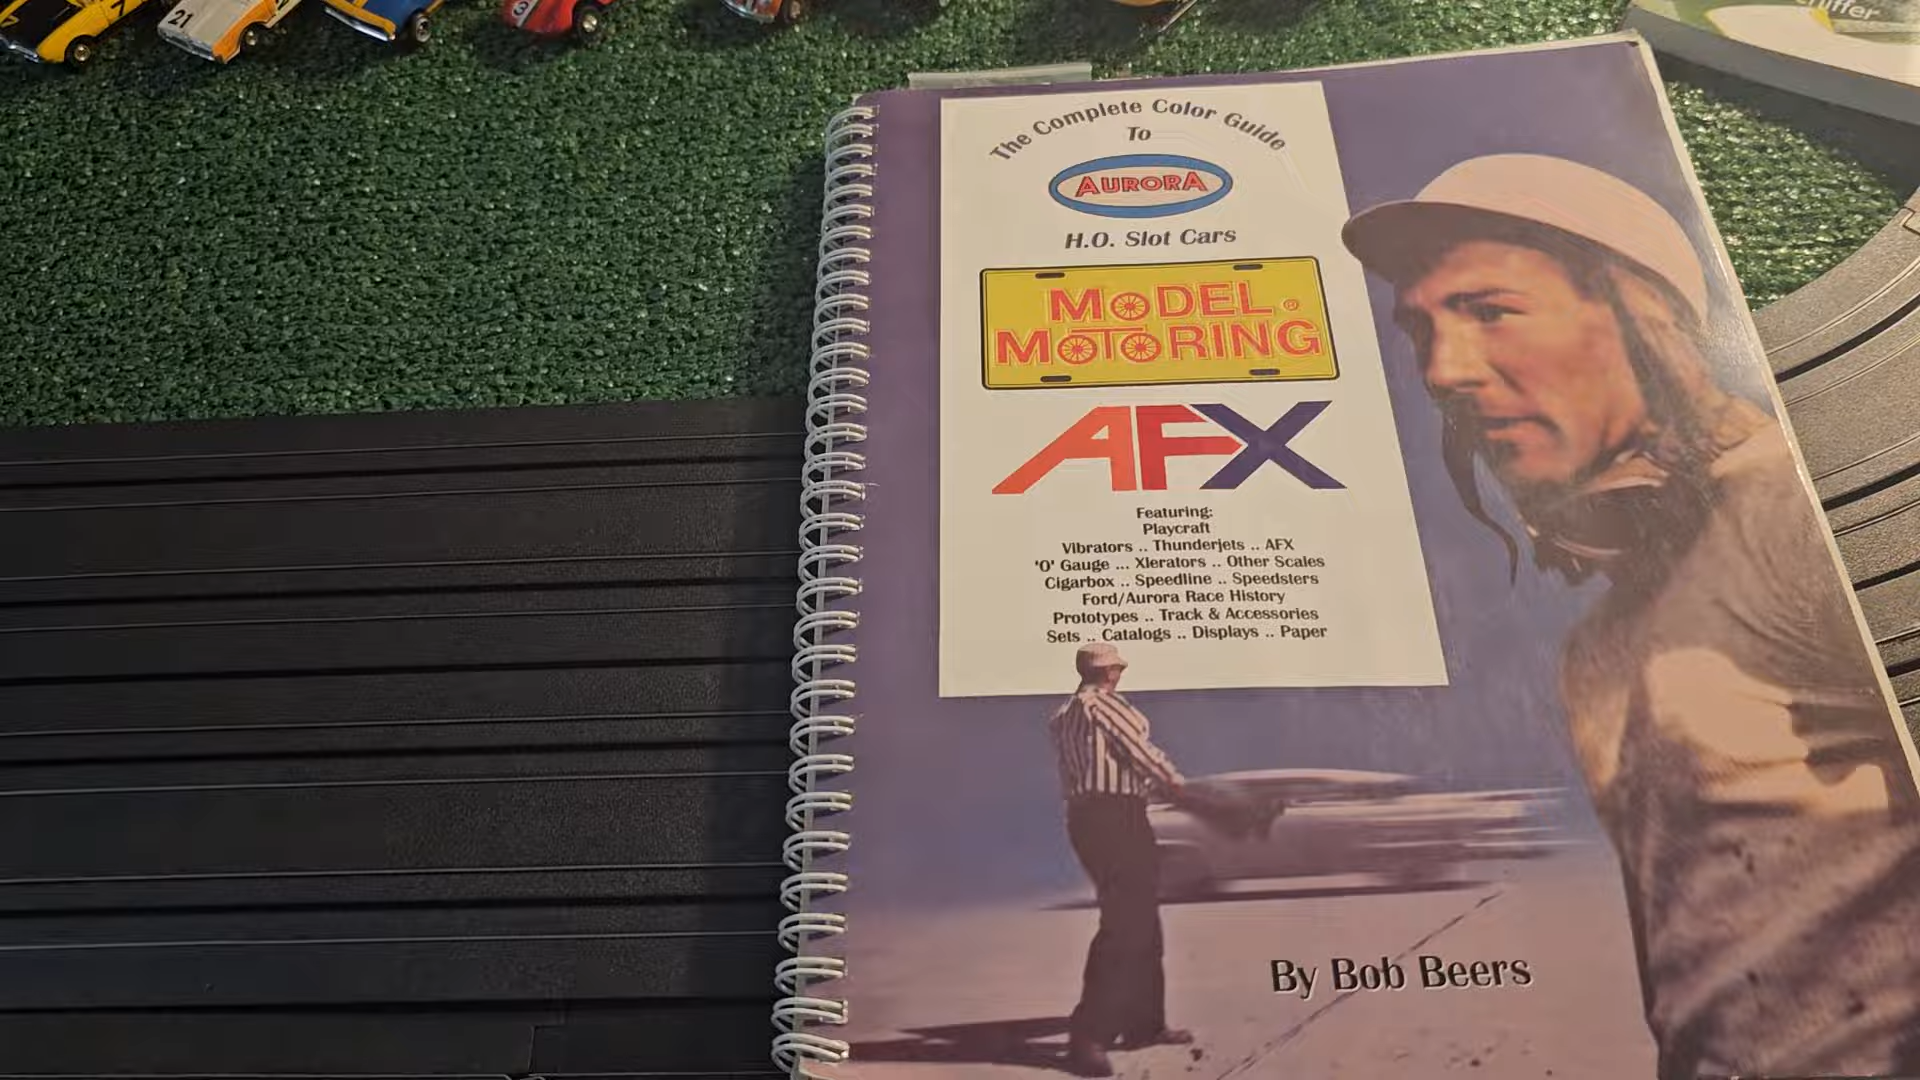 21
3
The Complete Color Guide
To
AURORA
H.O. Slot Cars
MODEL®
MOTORING
AFX
Featuring:
Playcraft
Vibrators .. Thunderjets .. AFX
'O' Gauge ... Xlerators .. Other Scales
Cigarbox .. Speedline .. Speedsters
Ford/Aurora Race History
Prototypes .. Track & Accessories
Sets .. Catalogs .. Displays .. Paper
By Bob Beers